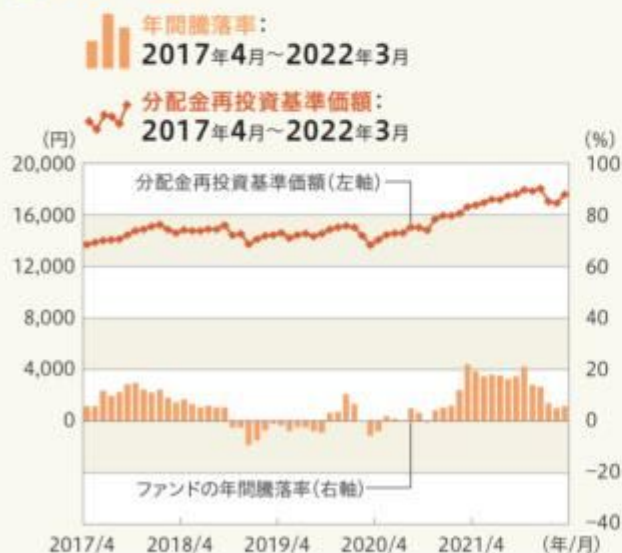 年間騰落率:
2017年4月〜2022年3月
分配金再投資基準価額:
2017年4月〜2022年3月
(円)
(%)
20,000
100
分配金再投資基準価額(左軸)
16,000
80
12,000
60
8,000
40
4,000
20
0
0
−20
ファンドの年間騰落率(右軸)
−40
2017/4
2018/4
2019/4
2020/4
2021/4
(年/月)